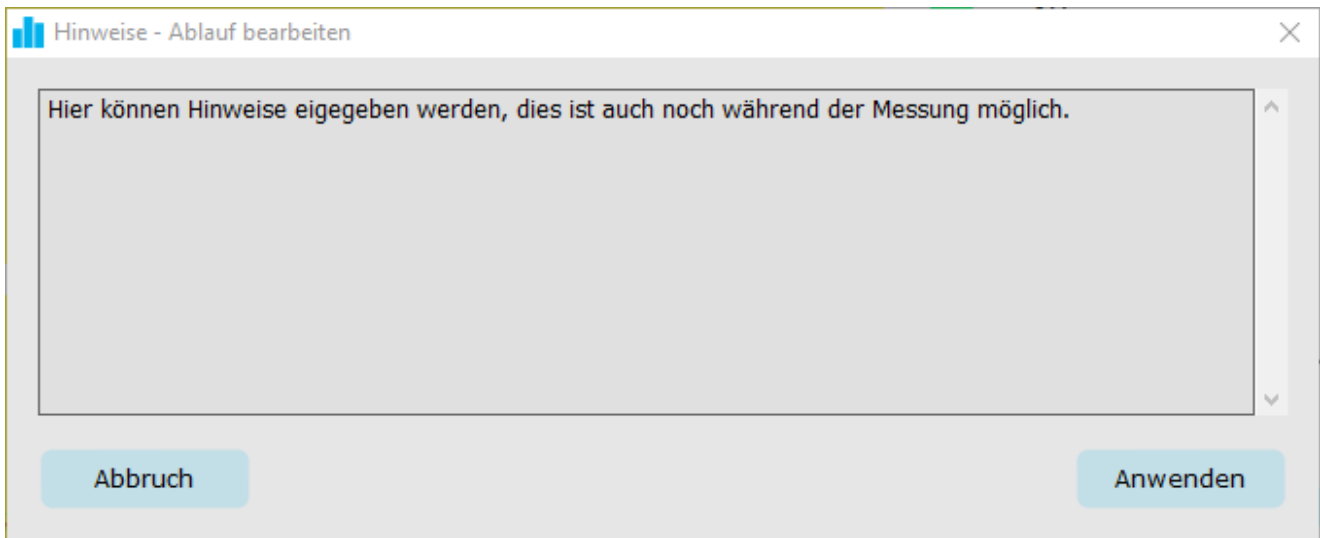 Hinweise - Ablauf bearbeiten
Hier können Hinweise eigegeben werden, dies ist auch noch während der Messung möglich.
Abbruch
Anwenden